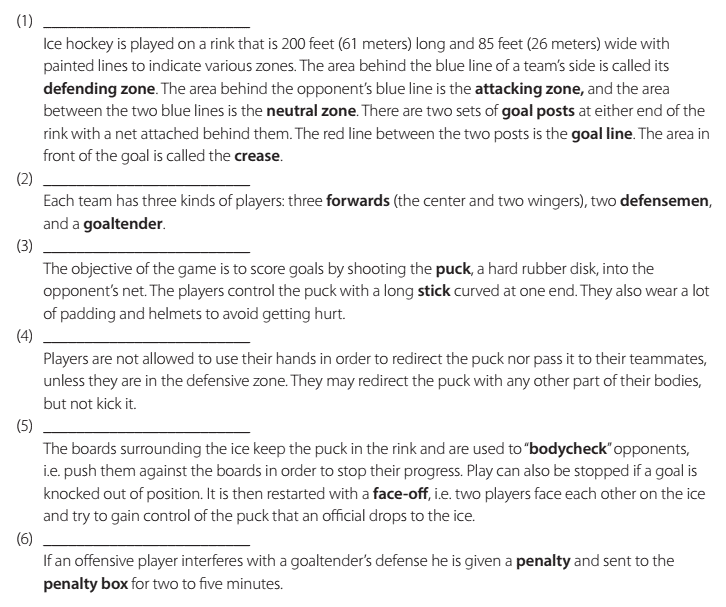 (1) _________________________
Ice hockey is played on a rink that is 200 feet (61 meters) long and 85 feet (26 meters) wide with
painted lines to indicate various zones. The area behind the blue line of a team's side is called its
defending zone. The area behind the opponent's blue line is the attacking zone, and the area
between the two blue lines is the neutral zone. There are two sets of goal posts at either end of the
rink with a net attached behind them. The red line between the two posts is the goal line. The area in
front of the goal is called the crease.
(2) _________________________
Each team has three kinds of players: three forwards (the center and two wingers), two defensemen,
and a goaltender.
(3) _________________________
The objective of the game is to score goals by shooting the puck, a hard rubber disk, into the
opponent's net. The players control the puck with a long stick curved at one end. They also wear a lot
of padding and helmets to avoid getting hurt.
(4) _________________________
Players are not allowed to use their hands in order to redirect the puck nor pass it to their teammates,
unless they are in the defensive zone. They may redirect the puck with any other part of their bodies,
but not kick it.
(5) _________________________
The boards surrounding the ice keep the puck in the rink and are used to "bodycheck" opponents,
i.e. push them against the boards in order to stop their progress. Play can also be stopped if a goal is
knocked out of position. It is then restarted with a face-off, i.e. two players face each other on the ice
and try to gain control of the puck that an official drops to the ice.
(6) _________________________
If an offensive player interferes with a goaltender's defense he is given a penalty and sent to the
penalty box for two to five minutes.